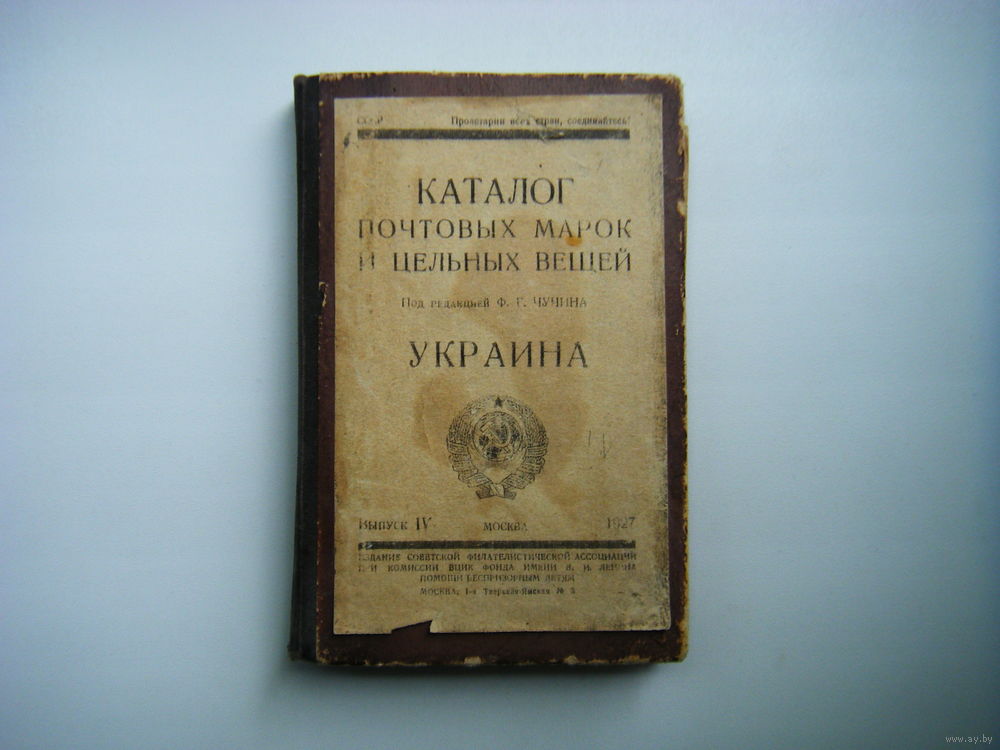 СССР Пролетарии всех стран, соединяйтесь!
КАТАЛОГ
ПОЧТОВЫХ МАРОК
И ЦЕЛЬНЫХ ВЕЩЕЙ
Под редакцией Ф. Г. ЧУЧИНА
УКРАИНА
Выпуск IV МОСКВА 1927
ИЗДАНИЕ СОВЕТСКОЙ ФИЛАТЕЛИСТИЧЕСКОЙ АССОЦИАЦИИ
ПРИ КОМИССИИ ВЦИК ФОНДА ИМЕНИ В. И. ЛЕНИНА
ПОМОЩИ БЕСПРИЗОРНЫМ ДЕТЯМ
МОСКВА, 1-я Тверская-Ямская № 3
www.ay.by